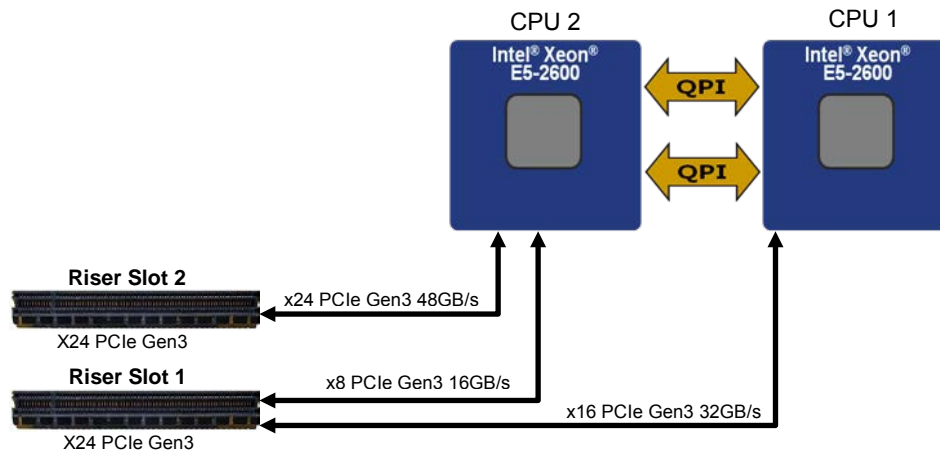 CPU 2
CPU 1
Intel® Xeon®
E5-2600
Intel® Xeon®
E5-2600
QPI
QPI
Riser Slot 2
x24 PCIe Gen3 48GB/s
X24 PCIe Gen3
Riser Slot 1
x8 PCIe Gen3 16GB/s
x16 PCIe Gen3 32GB/s
X24 PCIe Gen3